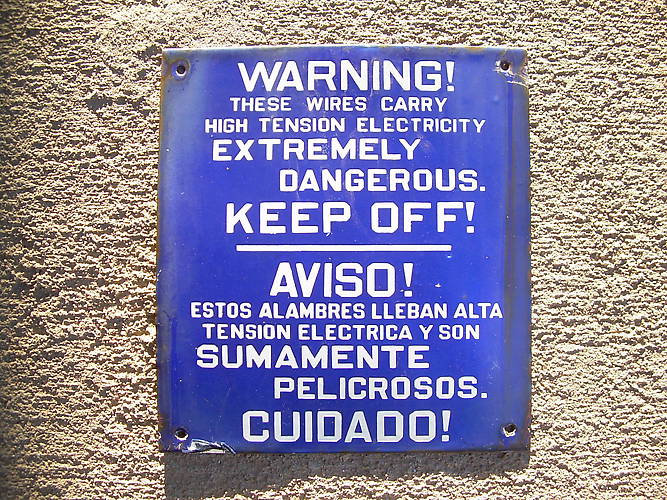 WARNING!
THESE WIRES CARRY
HIGH TENSION ELECTRICITY
EXTREMELY
DANGEROUS.
KEEP OFF!
AVISO!
ESTOS ALAMBRES LLEBAN ALTA
TENSION ELECTRICA Y SON
SUMAMENTE
PELICROSOS.
CUIDADO!